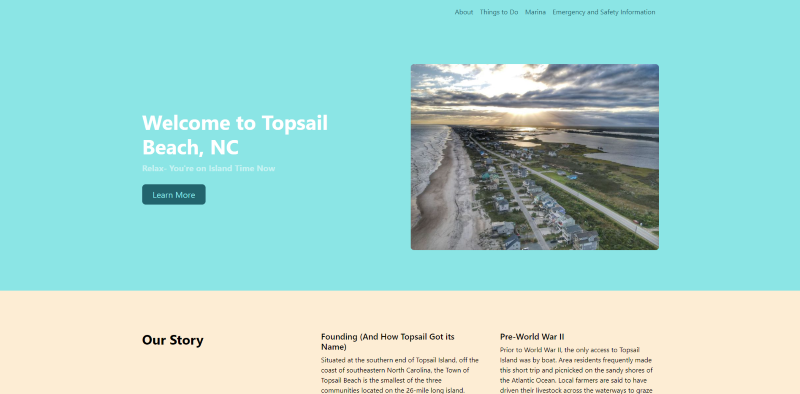 About Things to Do Marina Emergency and Safety Information
Welcome to Topsail
Beach, NC
Relax- You're on Island Time Now
Learn More
Our Story
Founding (And How Topsail Got its
Name)
Situated at the southern end of Topsail Island, off the
coast of southeastern North Carolina, the Town of
Topsail Beach is the smallest of the three
communities located on the 26-mile long island.
Pre-World War II
Prior to World War II, the only access to Topsail
Island was by boat. Area residents frequently made
this short trip and picnicked on the sandy shores of
the Atlantic Ocean. Local farmers are said to have
driven their livestock across the waterways to graze